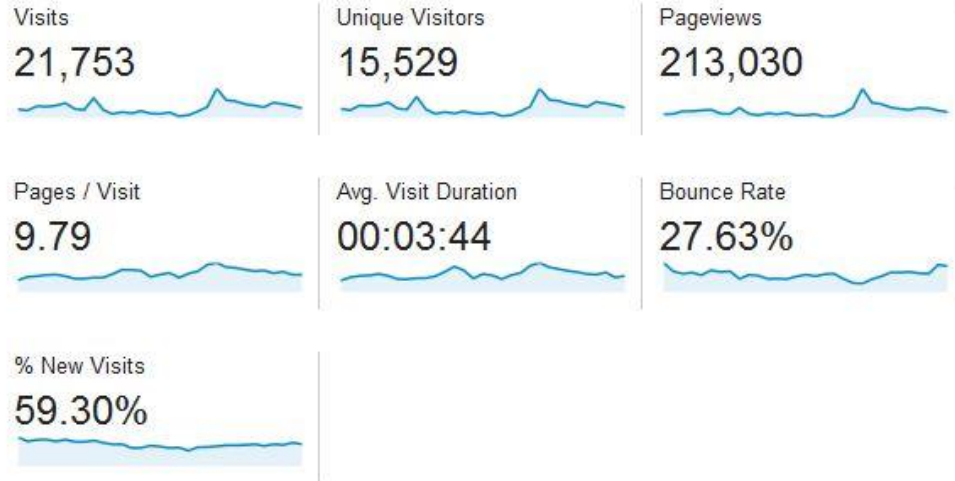 Visits
21,753
Unique Visitors
15,529
Pageviews
213,030
Pages / Visit
9.79
Avg. Visit Duration
00:03:44
Bounce Rate
27.63%
% New Visits
59.30%